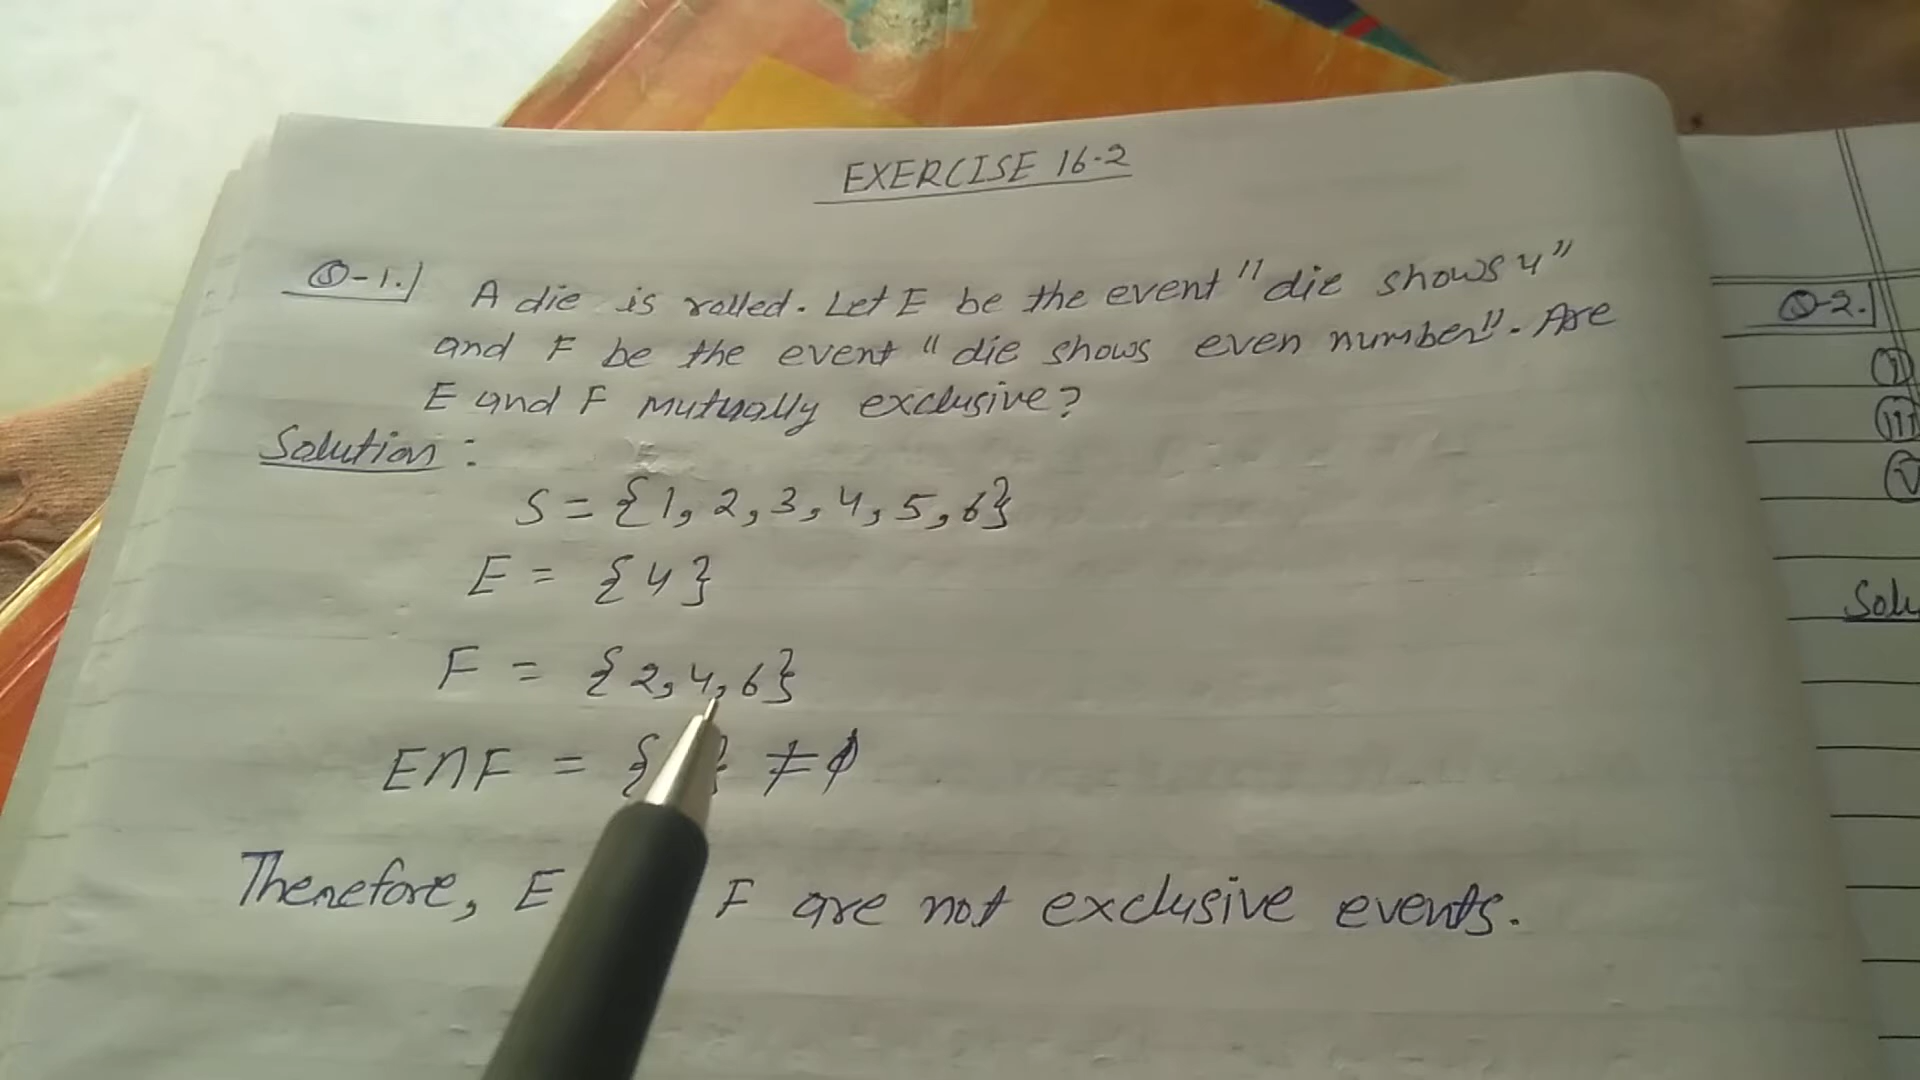 EXERCISE 16.2
Q-1.] A die is rolled. Let E be the event "die shows 4"
and F be the event "die shows even number". Are
E and F mutually exclusive?
Solution :
S = {1, 2, 3, 4, 5, 6}
E = {4}
F = {2, 4, 6}
E∩F = { } ≠ φ
Therefore, E F are not exclusive events.
Q-2.]
I
III
V
Solu